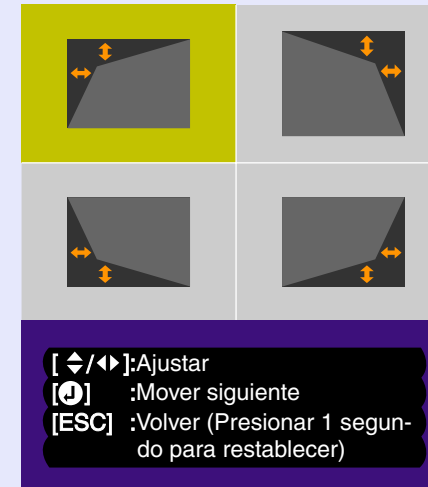 [ ⬍/◀▶ ]:Ajustar
[⏎] :Mover siguiente
[ESC] :Volver (Presionar 1 segun-
do para restablecer)